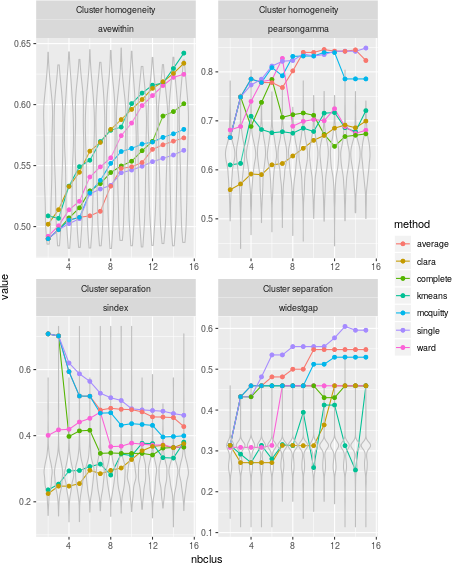 Cluster homogeneity
avewithin
Cluster homogeneity
pearsongamma
0.65
0.60
0.55
0.50
0.8
0.7
0.6
0.5
4 8 12 16
4 8 12 16
Cluster separation
sindex
Cluster separation
widestgap
0.6
0.4
0.2
0.6
0.5
0.4
0.3
0.2
0.1
4 8 12 16
4 8 12 16
value
nbclus
method
average
clara
complete
kmeans
mcquitty
single
ward